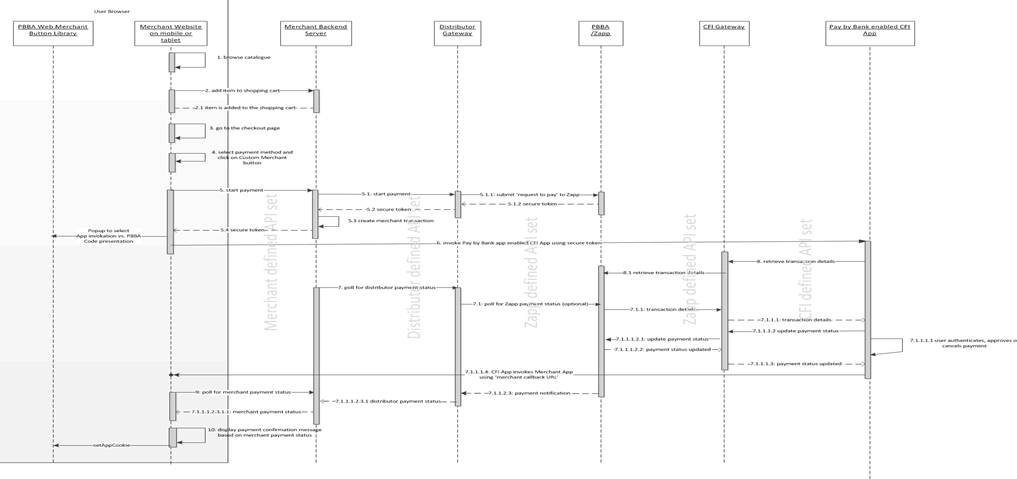 User Browser
PBBA Web Merchant
Button Library
Merchant Website
on mobile or
tablet
Merchant Backend
Server
Distributor
Gateway
PBBA
/Zapp
CFI Gateway
Pay by Bank enabled CFI
App
1. browse catalogue
2. add item to shopping cart
2.1 item is added to the shopping cart
3. go to the checkout page
4. select payment method and
click on Custom Merchant
button
5. start payment
5.1: start payment
5.1.1: submit 'request to pay' to Zapp
5.1.2 secure token
5.2 secure token
5.3 create merchant transaction
5.4 secure token
Popup to select
App invokation vs. PBBA
Code presentation
6. invoke Pay by Bank app enabled CFI App using secure token
8. retrieve transaction details
8.1 retrieve transaction details
7. poll for distributor payment status
7.1: poll for Zapp payment status (optional)
7.1.1: transaction details
7.1.1.1: transaction details
7.1.1.1.2 update payment status
7.1.1.1.1 user authenticates, approves o
cancels payment
7.1.1.1.2.1: update payment status
7.1.1.1.2.2: payment status updated
7.1.1.1.3: payment status updated
7.1.1.1.4: CFI App invokes Merchant App
using 'merchant callback URL'
9. poll for merchant payment status
7.1.1.1.2.3: payment notification
7.1.1.1.2.3.1 distributor payment status
7.1.1.1.2.3.1.1: merchant payment status
10. display payment confirmation message
based on merchant payment status
setAppCookie
Merchant defined API set
Distributor defined API set
Zapp defined API set
Zapp defined API set
CFI defined API set